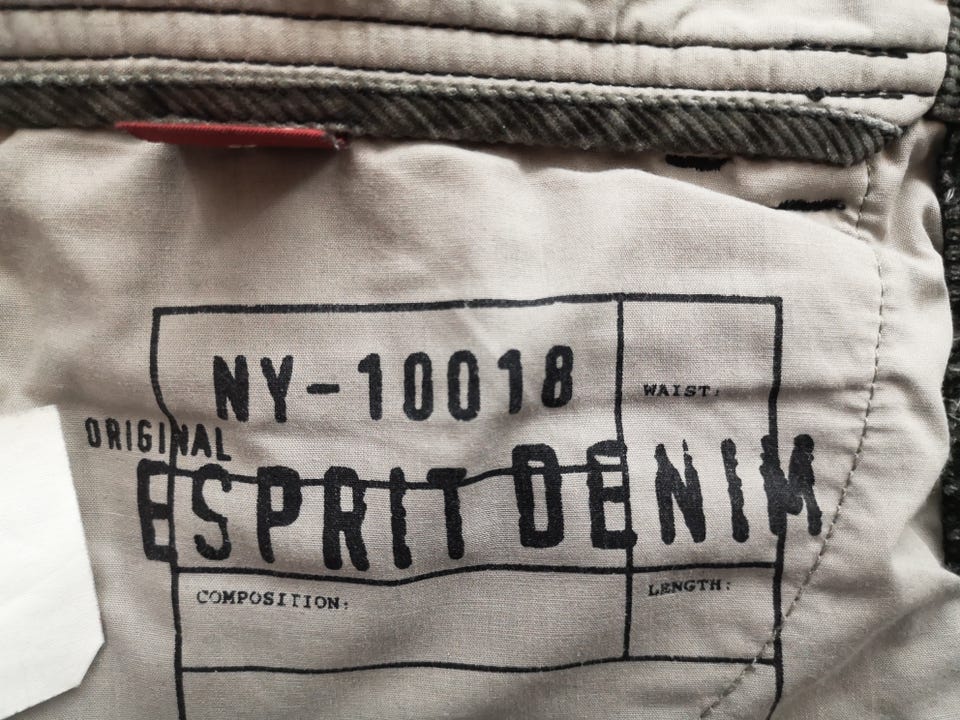 NY-10018
WAIST:
ORIGINAL
ESPRIT DENIM
COMPOSITION:
LENGTH: